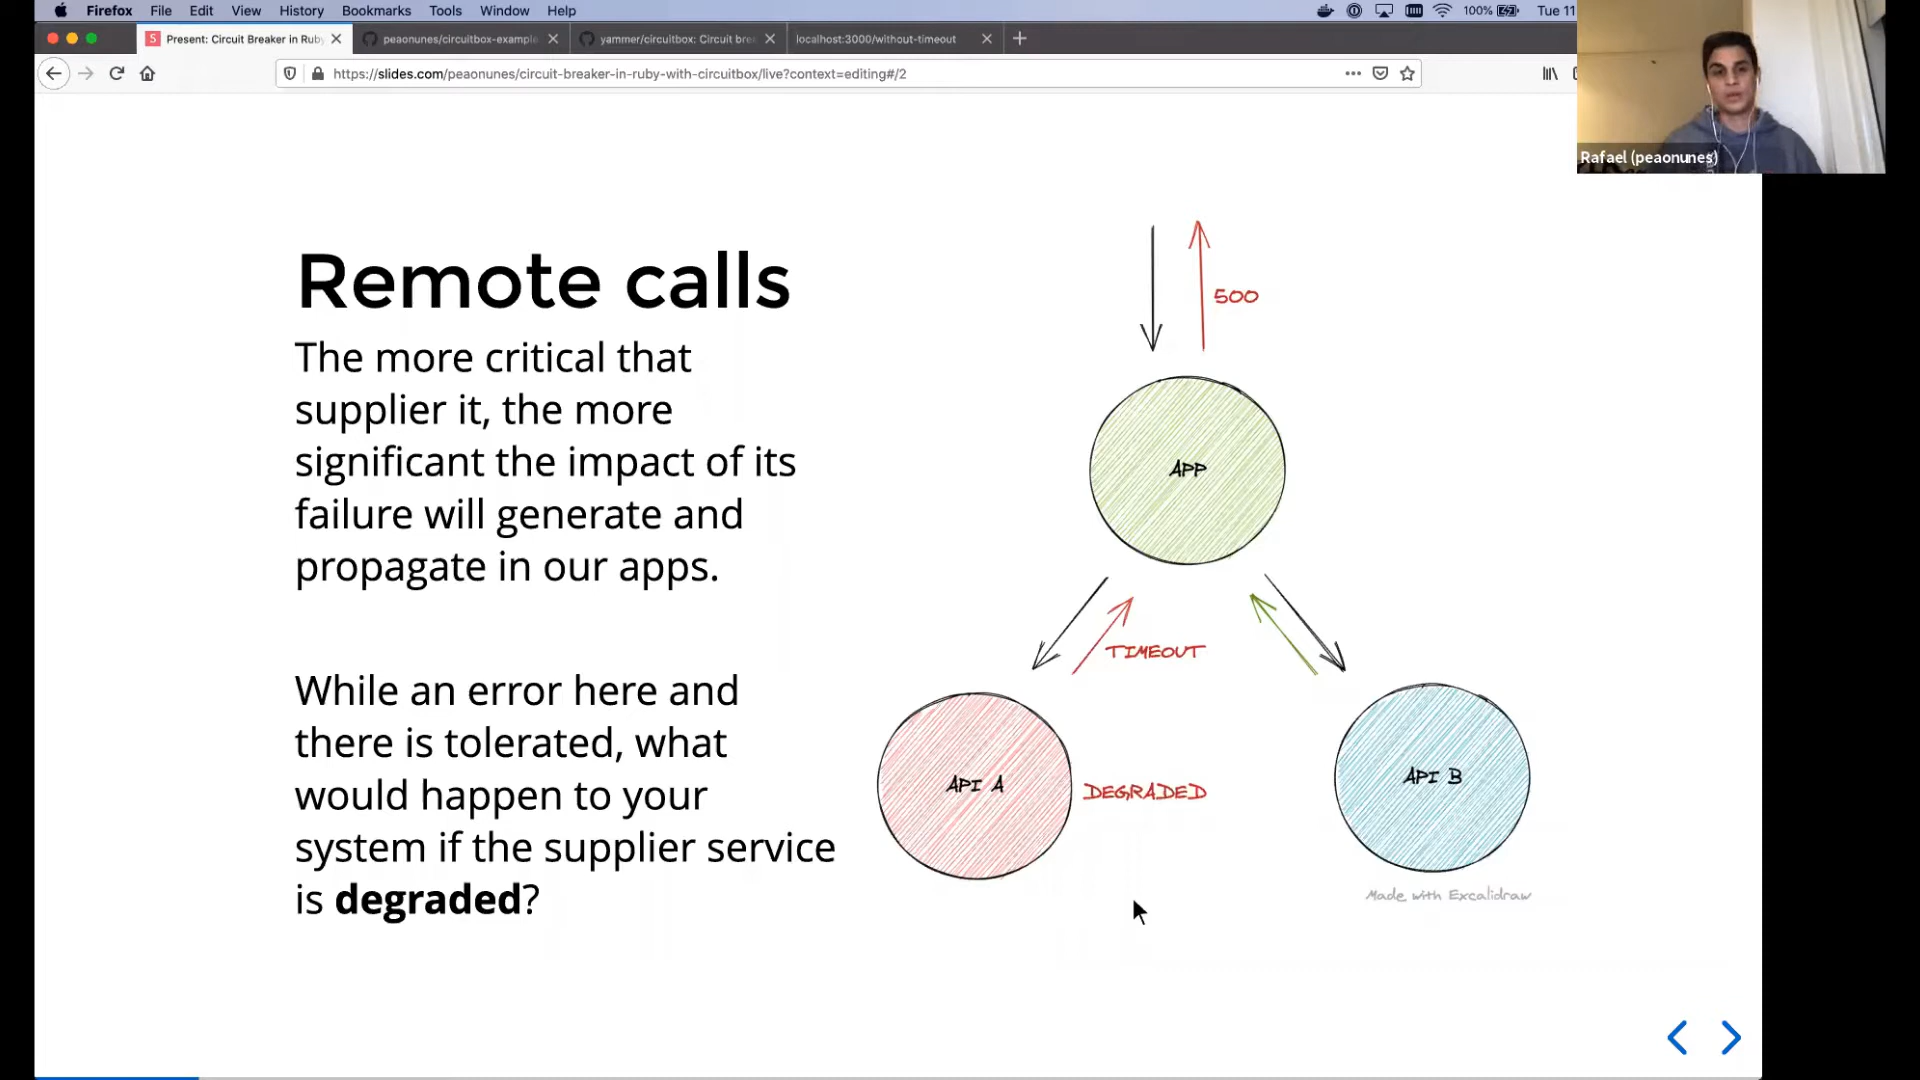 Firefox File Edit View History Bookmarks Tools Window Help 100% Tue 11
Present: Circuit Breaker in Ruby peaonunes/circuitbox-example yammer/circuitbox: Circuit brea localhost:3000/without-timeout
https://slides.com/peaonunes/circuit-breaker-in-ruby-with-circuitbox/live?context=editing#/2
Rafael (peaonunes)
Remote calls
The more critical that
supplier it, the more
significant the impact of its
failure will generate and
propagate in our apps.
While an error here and
there is tolerated, what
would happen to your
system if the supplier service
is degraded?
500
APP
TIMEOUT
API A
DEGRADED
API B
Made with Excalidraw